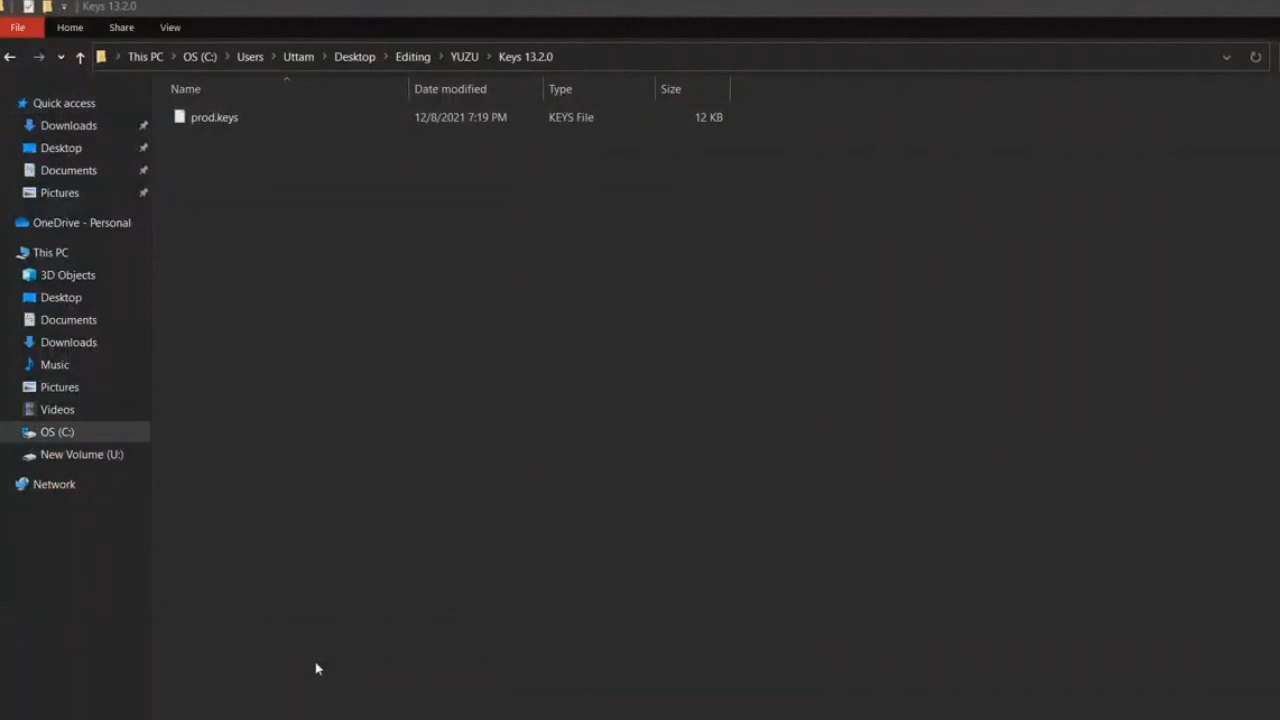 Keys 13.2.0
File Home Share View
This PC OS (C:) Users Uttam Desktop Editing YUZU Keys 13.2.0
Name Date modified Type Size
prod.keys 12/8/2021 7:19 PM KEYS File 12 KB
Quick access
Downloads
Desktop
Documents
Pictures
OneDrive - Personal
This PC
3D Objects
Desktop
Documents
Downloads
Music
Pictures
Videos
OS (C:)
New Volume (U:)
Network